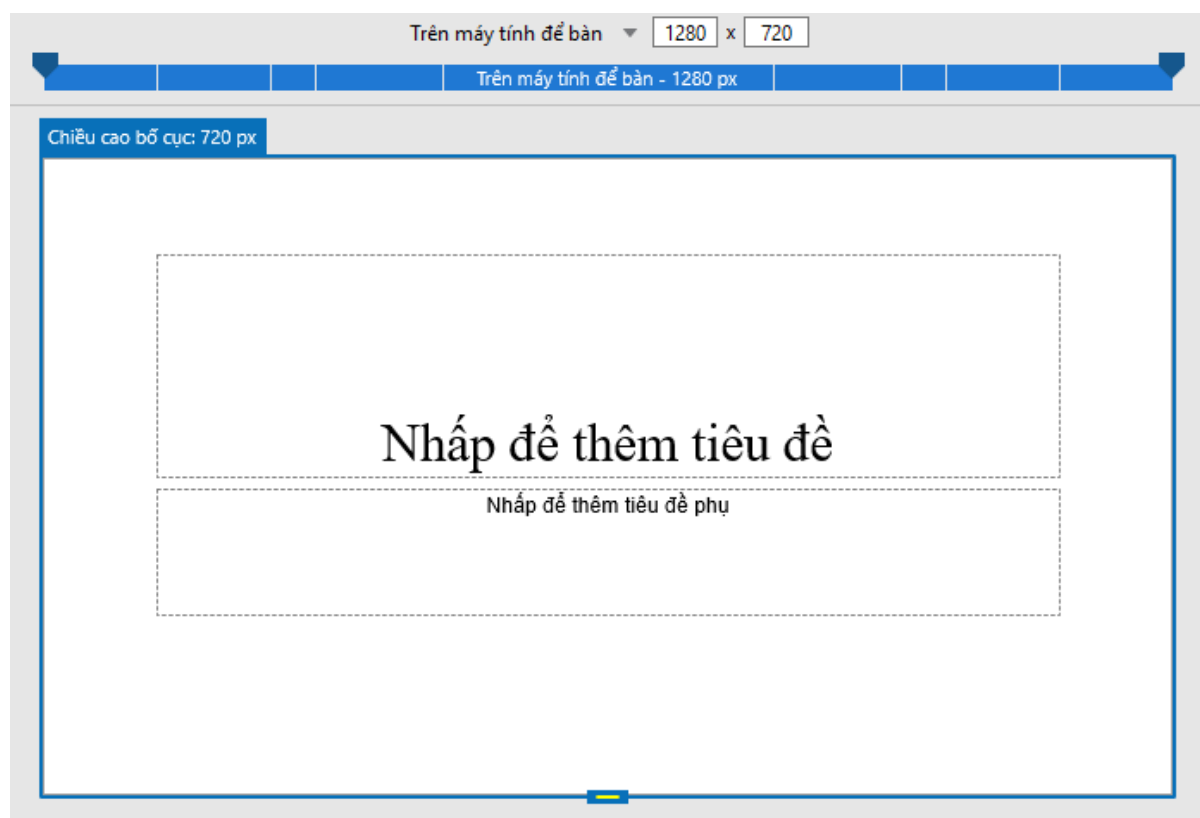 Trên máy tính để bàn 1280 x 720
Trên máy tính để bàn - 1280 px
Chiều cao bố cục: 720 px
Nhấp để thêm tiêu đề
Nhấp để thêm tiêu đề phụ